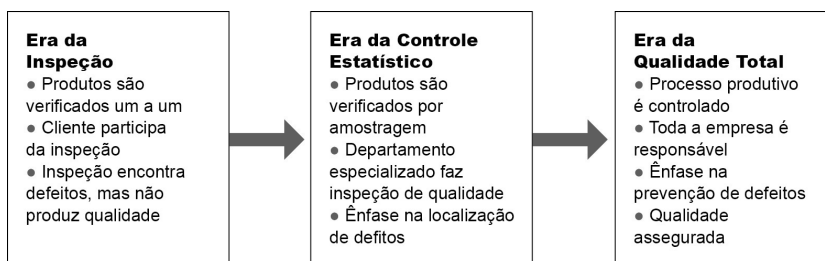 Era da
Inspeção
● Produtos são
verificados um a um
● Cliente participa
da inspeção
● Inspeção encontra
defeitos, mas não
produz qualidade
Era da Controle
Estatístico
● Produtos são
verificados por
amostragem
● Departamento
especializado faz
inspeção de qualidade
● Ênfase na localização
de defitos
Era da
Qualidade Total
● Processo produtivo
é controlado
● Toda a empresa é
responsável
● Ênfase na
prevenção de defeitos
● Qualidade
assegurada